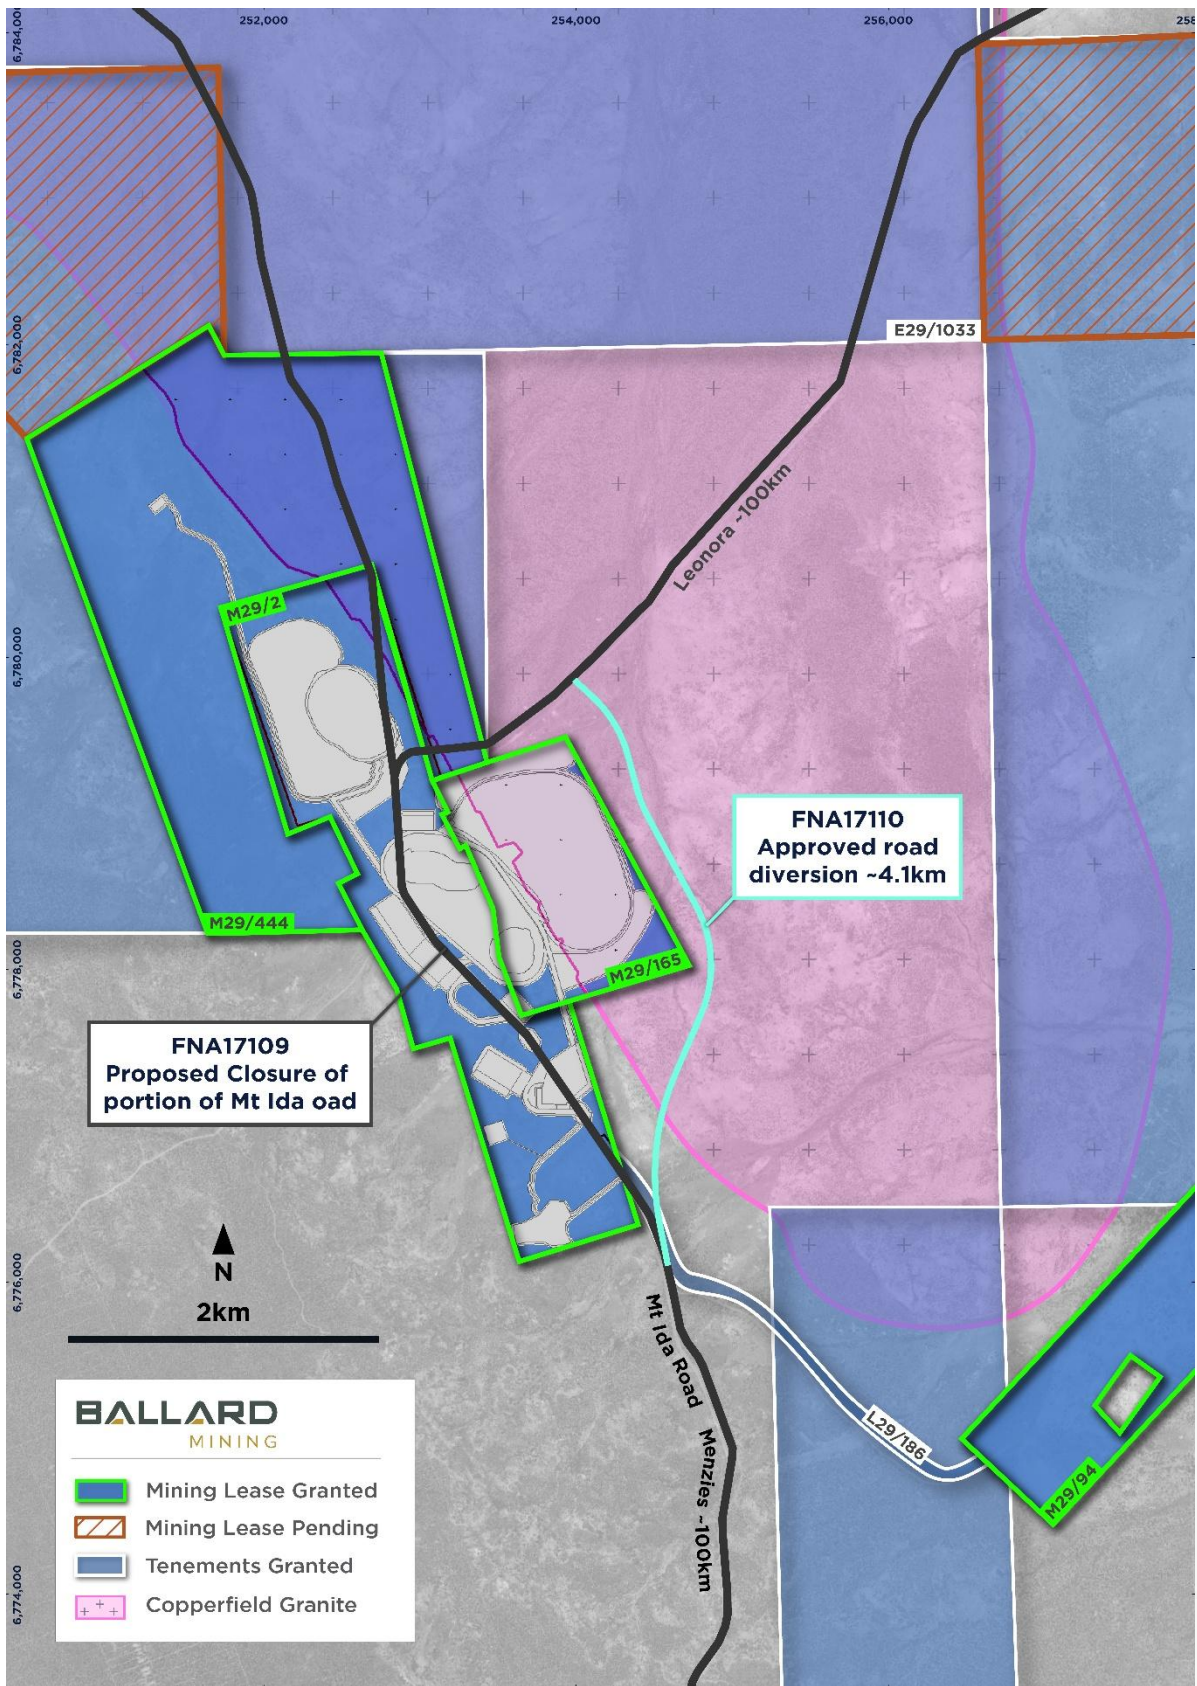 252,000
254,000
256,000
258
6,784,000
6,782,000
E29/1033
Leonora ~100km
M29/2
6,780,000
FNA17110
Approved road
diversion ~4.1km
M29/444
M29/165
6,778,000
FNA17109
Proposed Closure of
portion of Mt Ida oad
N
2km
6,776,000
Mt Ida Road
Menzies ~100km
L29/186
M29/94
6,774,000
BALLARD
MINING
Mining Lease Granted
Mining Lease Pending
Tenements Granted
Copperfield Granite